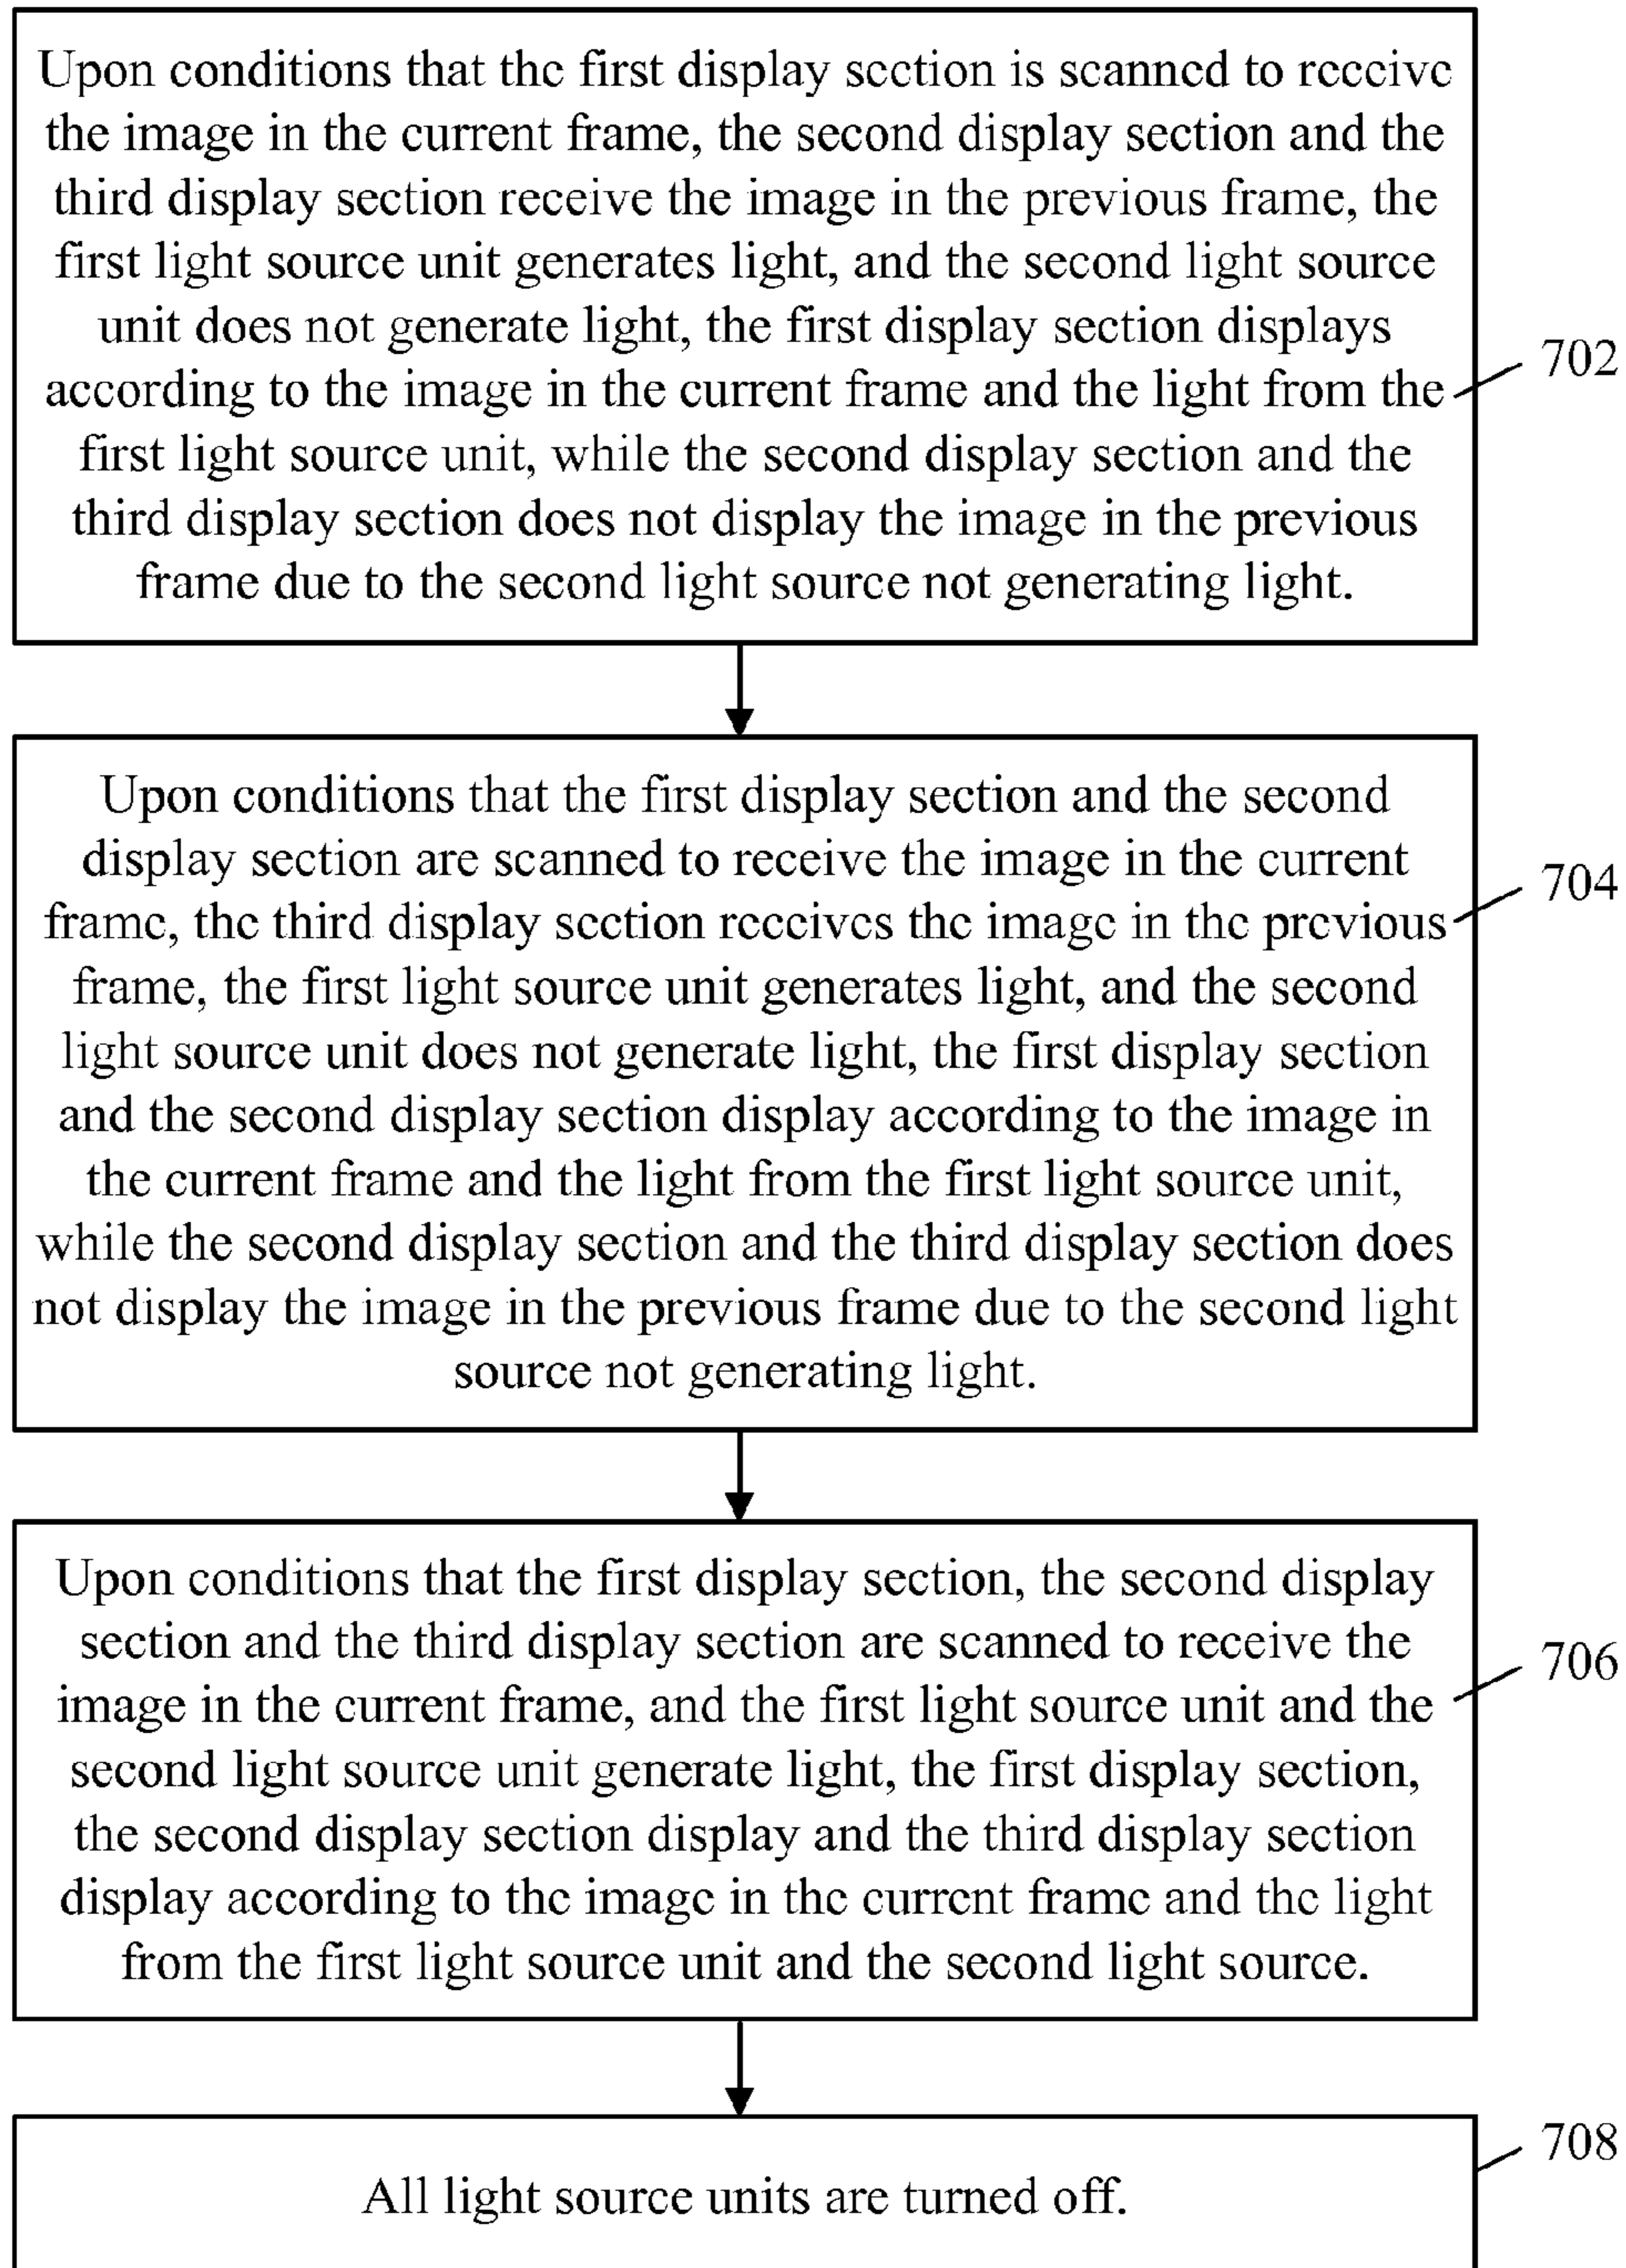 Upon conditions that the first display section is scanned to receive
the image in the current frame, the second display section and the
third display section receive the image in the previous frame, the
first light source unit generates light, and the second light source
unit does not generate light, the first display section displays
according to the image in the current frame and the light from the
first light source unit, while the second display section and the
third display section does not display the image in the previous
frame due to the second light source not generating light.
702
Upon conditions that the first display section and the second
display section are scanned to receive the image in the current
frame, the third display section receives the image in the previous
frame, the first light source unit generates light, and the second
light source unit does not generate light, the first display section
and the second display section display according to the image in
the current frame and the light from the first light source unit,
while the second display section and the third display section does
not display the image in the previous frame due to the second light
source not generating light.
704
Upon conditions that the first display section, the second display
section and the third display section are scanned to receive the
image in the current frame, and the first light source unit and the
second light source unit generate light, the first display section,
the second display section display and the third display section
display according to the image in the current frame and the light
from the first light source unit and the second light source.
706
All light source units are turned off.
708